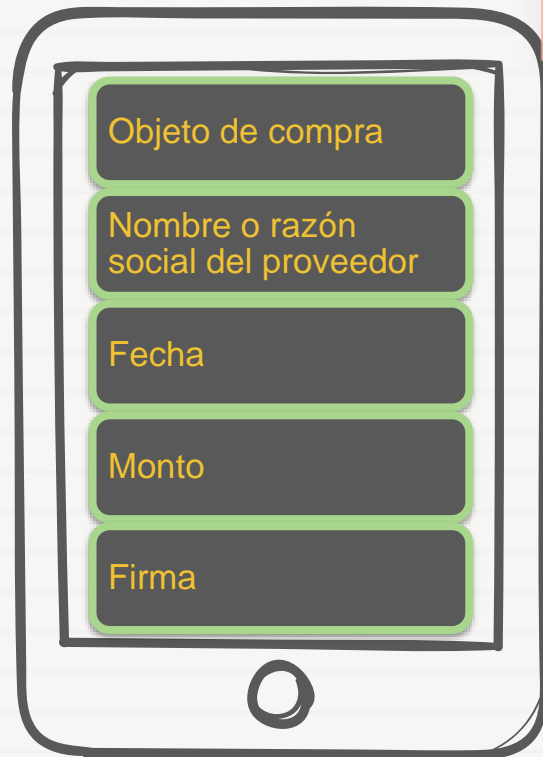 Objeto de compra
Nombre o razón
social del proveedor
Fecha
Monto
Firma